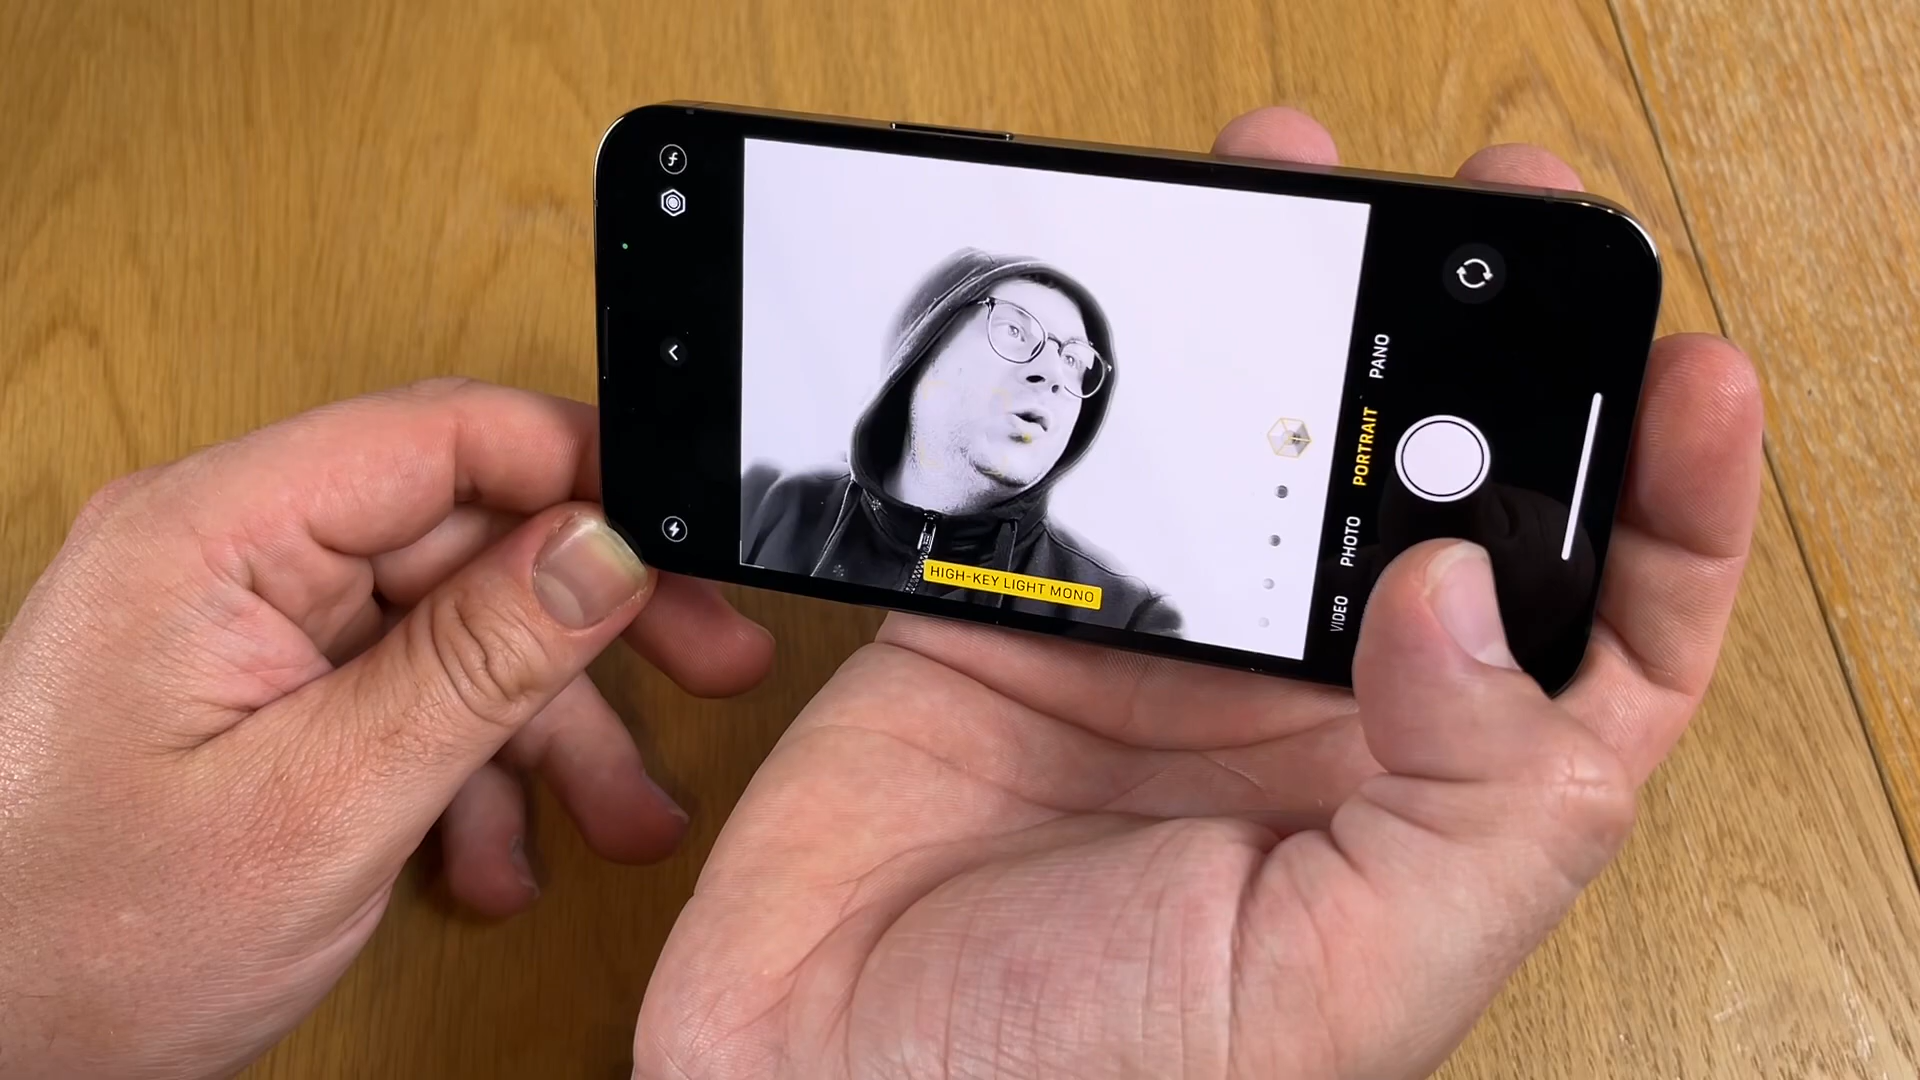 f
PANO
PORTRAIT
PHOTO
VIDEO
HIGH-KEY LIGHT MONO